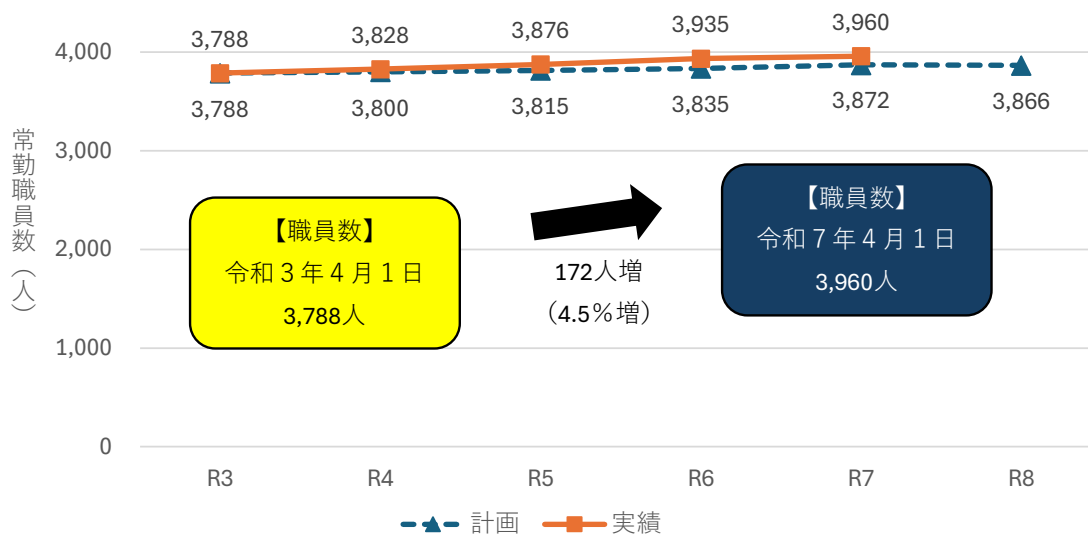 3,788 3,828 3,876 3,935 3,960
4,000
3,788 3,800 3,815 3,835 3,872 3,866
3,000
2,000
1,000
0
常勤職員数（人）
【職員数】
令和３年４月１日
3,788人
172人増
（4.5％増）
【職員数】
令和７年４月１日
3,960人
R3 R4 R5 R6 R7 R8
計画 実績